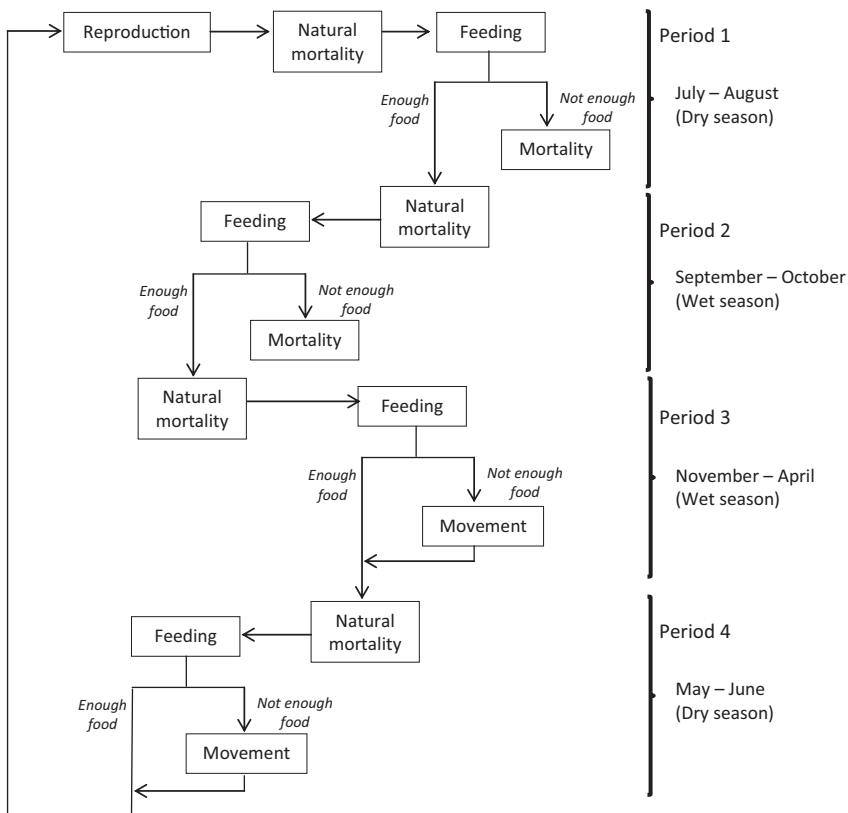 Reproduction
Natural
mortality
Feeding
Period 1
July – August
(Dry season)
Enough
food
Not enough
food
Mortality
Natural
mortality
Feeding
Period 2
September – October
(Wet season)
Enough
food
Not enough
food
Mortality
Natural
mortality
Feeding
Period 3
November – April
(Wet season)
Enough
food
Not enough
food
Movement
Natural
mortality
Feeding
Period 4
May – June
(Dry season)
Enough
food
Not enough
food
Movement